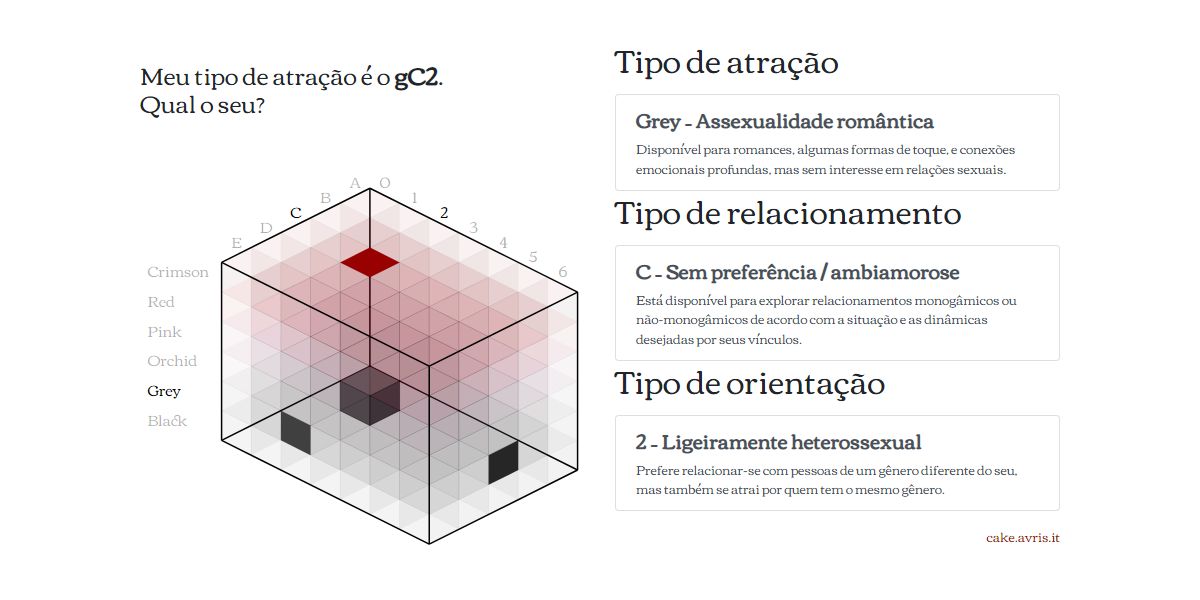 Meu tipo de atração é o gC2.
Qual o seu?
A
B
C
D
E
0
1
2
3
4
5
6
Crimson
Red
Pink
Orchid
Grey
Black
Tipo de atração
Grey - Assexualidade romântica
Disponível para romances, algumas formas de toque, e conexões
emocionais profundas, mas sem interesse em relações sexuais.
Tipo de relacionamento
C - Sem preferência / ambiamorose
Está disponível para explorar relacionamentos monogâmicos ou
não-monogâmicos de acordo com a situação e as dinâmicas
desejadas por seus vínculos.
Tipo de orientação
2 - Ligeiramente heterossexual
Prefere relacionar-se com pessoas de um gênero diferente do seu,
mas também se atrai por quem tem o mesmo gênero.
cake.avris.it